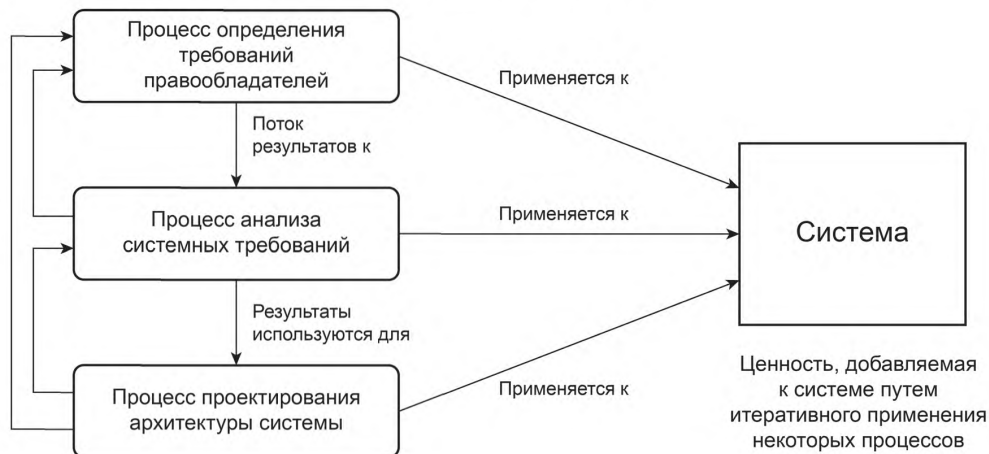 Процесс определения
требований
правообладателей
Применяется к
Поток
результатов к
Процесс анализа
системных требований
Применяется к
Система
Результаты
используются для
Процесс проектирования
архитектуры системы
Применяется к
Ценность, добавляемая
к системе путем
итеративного применения
некоторых процессов